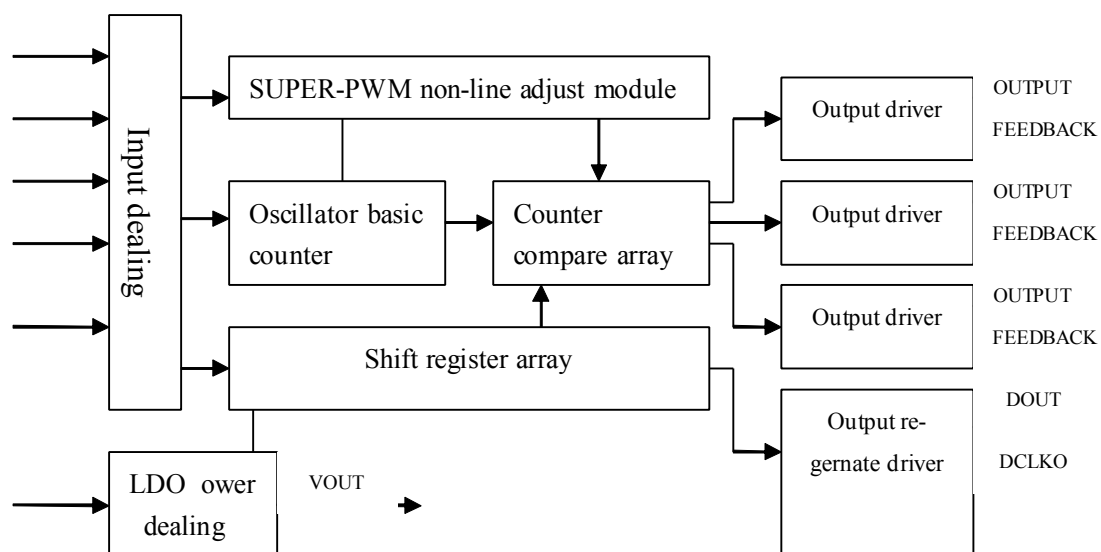 Input dealing
SUPER-PWM non-line adjust module
Oscillator basic
counter
Counter
compare array
Shift register array
LDO ower
dealing
VOUT
Output driver
OUTPUT
FEEDBACK
Output driver
OUTPUT
FEEDBACK
Output driver
OUTPUT
FEEDBACK
Output re-
gernate driver
DOUT
DCLKO